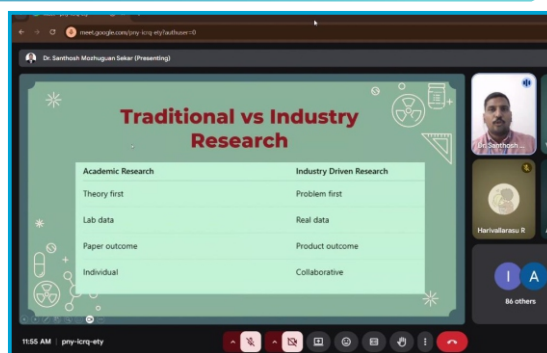 meet.google.com/pny-icrq-ety?authuser=0
Dr. Santhosh Mozhuguan Sekar (Presenting)
Traditional vs Industry
Research
Academic Research Industry Driven Research
Theory first Problem first
Lab data Real data
Paper outcome Product outcome
Individual Collaborative
Dr. Santhosh ...
Harivallarasu R
I A
86 others
11:55 AM | pny-icrq-ety